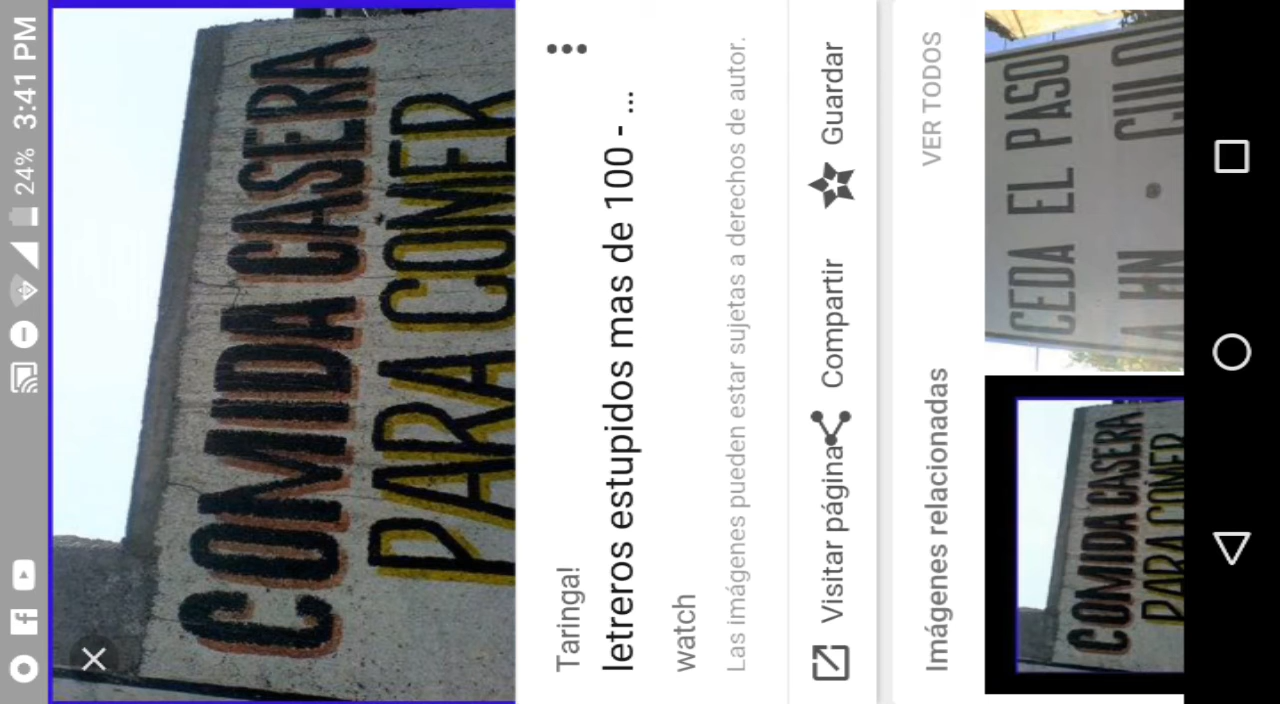 24% 3:41 PM
COMIDA CASERA
PARA COMER
Taringa!
letreros estupidos mas de 100 - ...
watch
Las imágenes pueden estar sujetas a derechos de autor.
Visitar página
Compartir
Guardar
Imágenes relacionadas
VER TODOS
COMIDA CASERA
PARA COMER
CEDA EL PASO